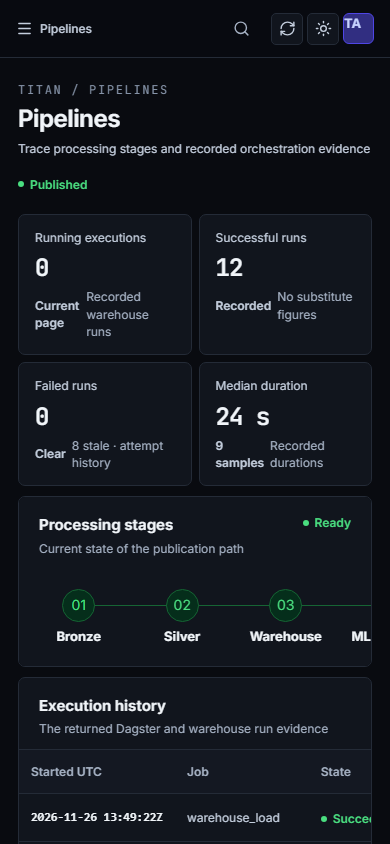 Pipelines
TA
TITAN / PIPELINES
Pipelines
Trace processing stages and recorded orchestration evidence
Published
Running executions
0
Current page
Recorded warehouse runs
Successful runs
12
Recorded
No substitute figures
Failed runs
0
Clear
8 stale · attempt history
Median duration
24 s
9 samples
Recorded durations
Processing stages
Ready
Current state of the publication path
01
02
03
Bronze
Silver
Warehouse
ML
Execution history
The returned Dagster and warehouse run evidence
Started UTC
Job
State
2026-11-26 13:49:22Z
warehouse_load
Succe